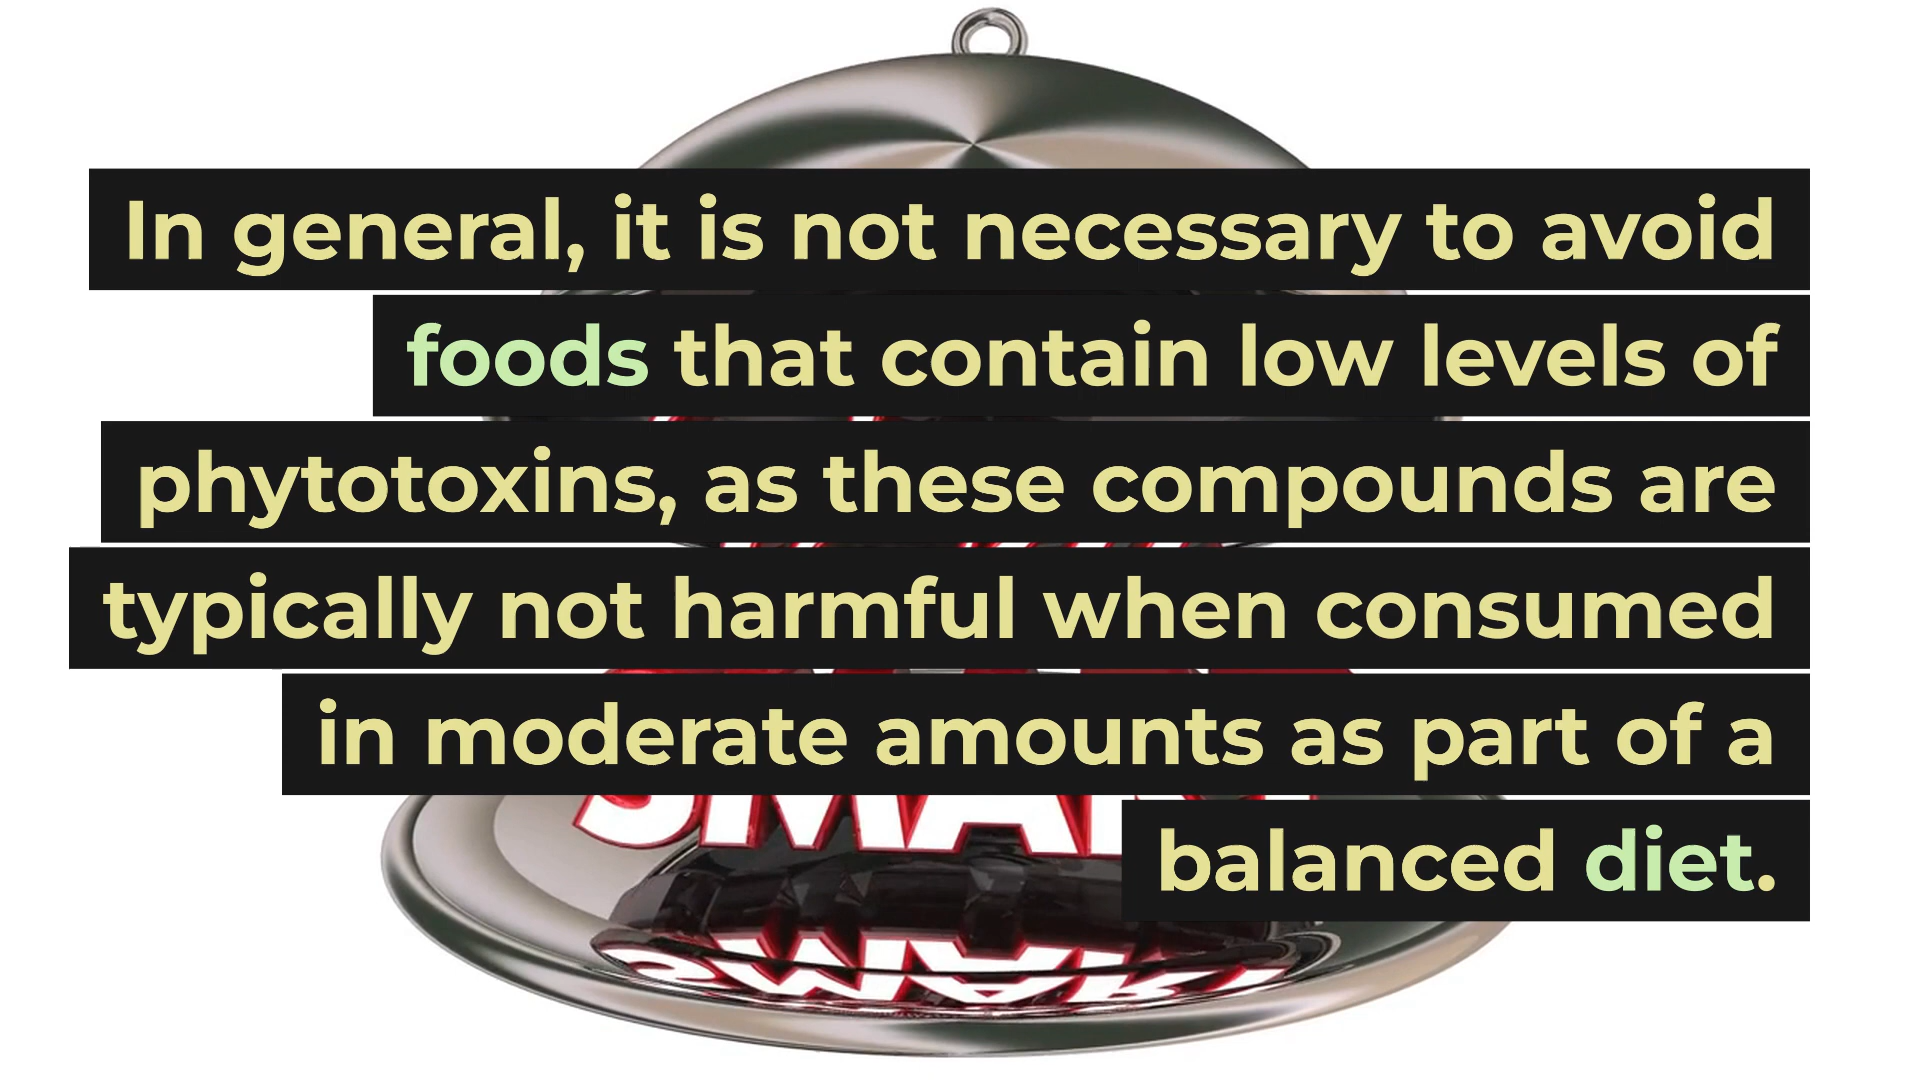 In general, it is not necessary to avoid
foods that contain low levels of
phytotoxins, as these compounds are
typically not harmful when consumed
in moderate amounts as part of a
balanced diet.